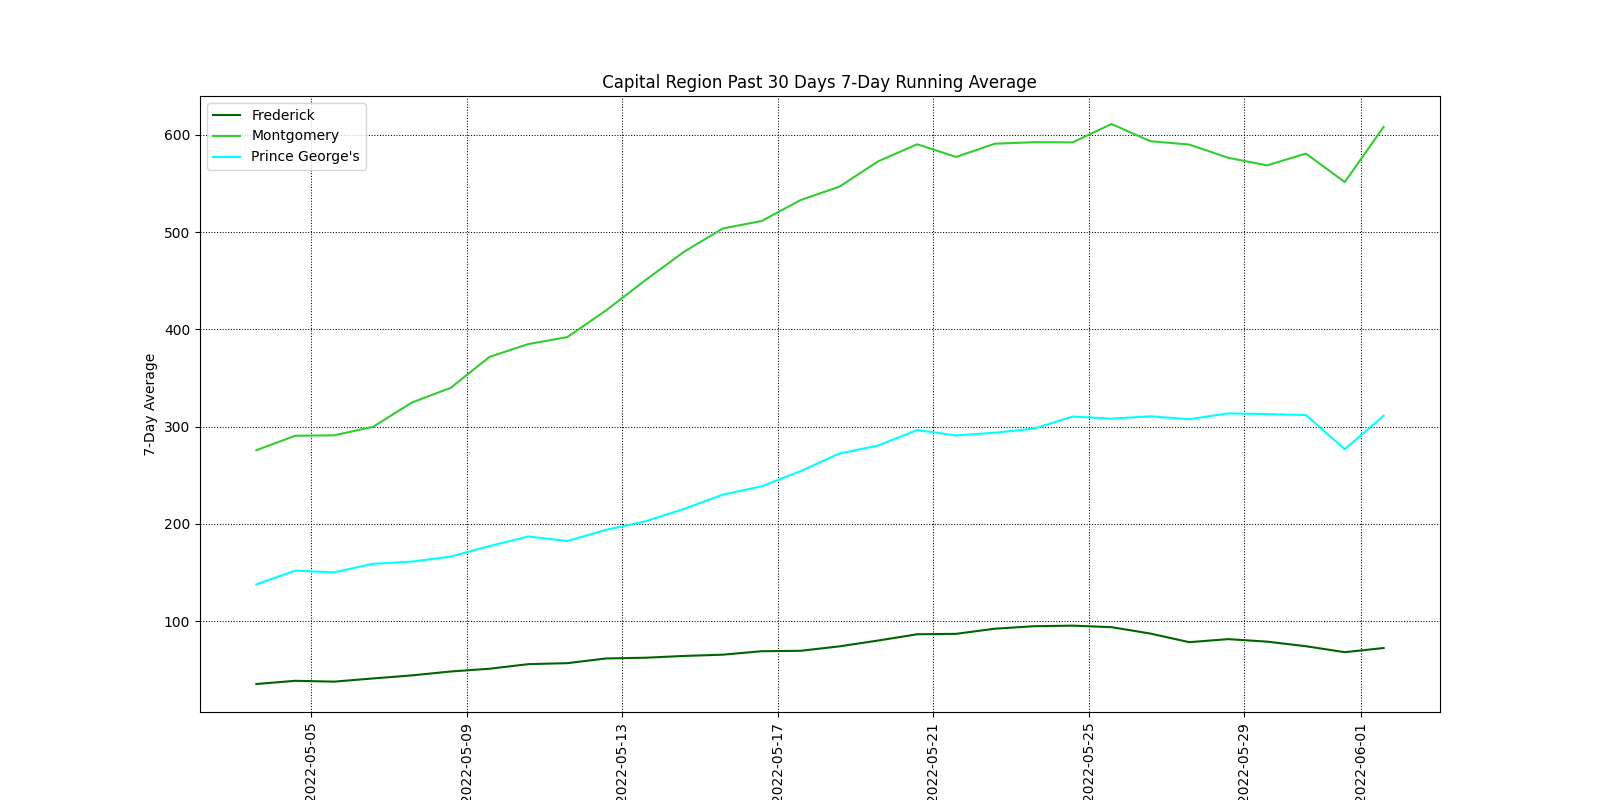 Capital Region Past 30 Days 7-Day Running Average
Frederick
Montgomery
Prince George's
7-Day Average
600
500
400
300
200
100
2022-05-05
2022-05-09
2022-05-13
2022-05-17
2022-05-21
2022-05-25
2022-05-29
2022-06-01